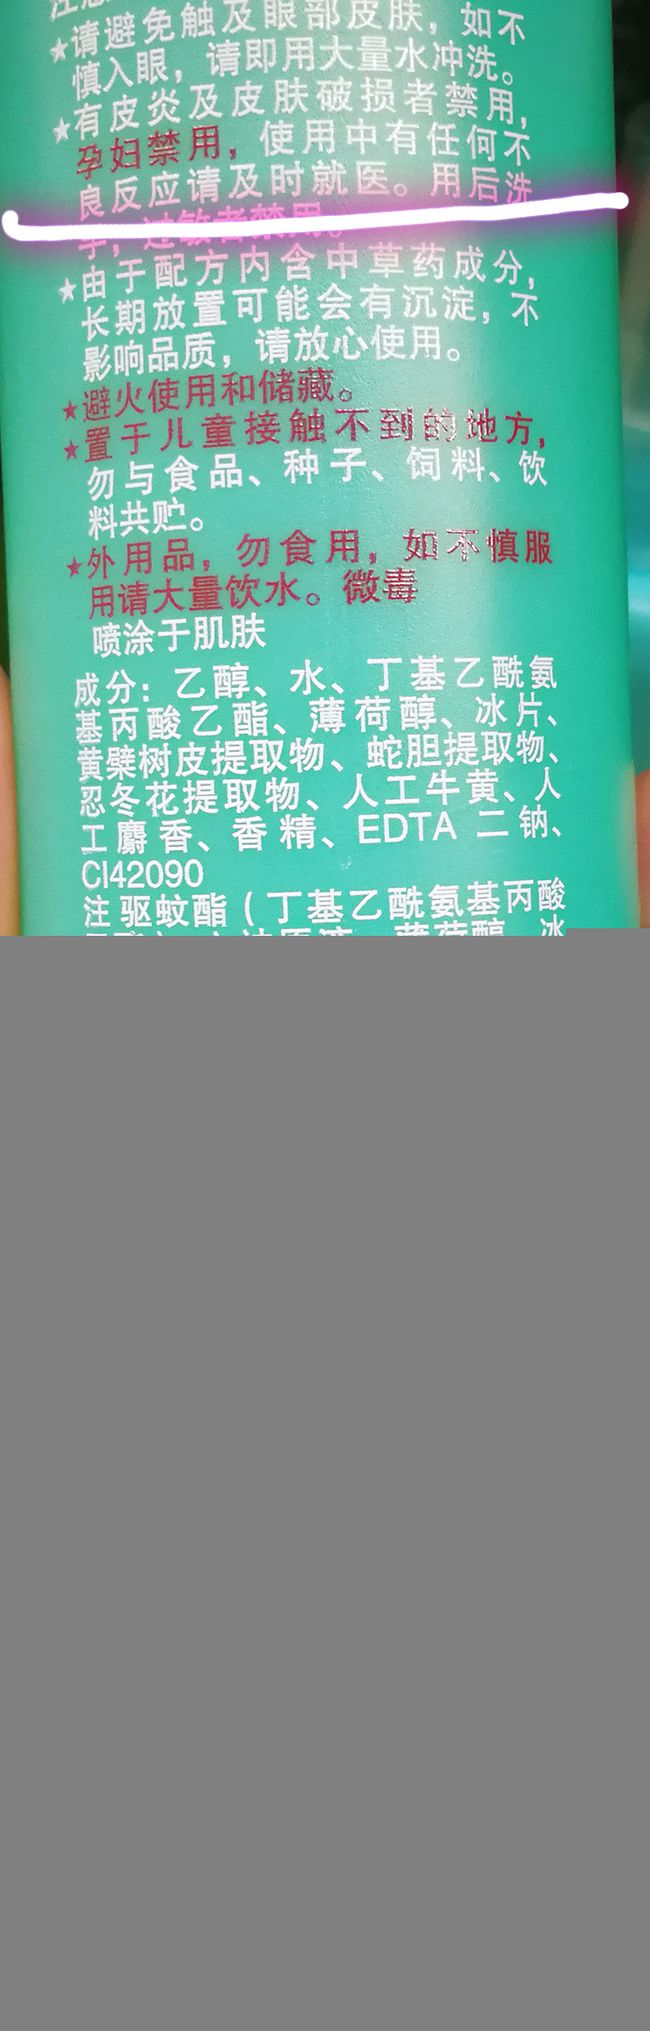 ★请避免触及眼部皮肤，如不
慎入眼，请即用大量水冲洗。
★有皮炎及皮肤破损者禁用，
孕妇禁用，使用中有任何不
良反应请及时就医。用后洗
手，过敏者禁用。
★由于配方内含中草药成分，
长期放置可能会有沉淀，不
影响品质，请放心使用。
★避火使用和储藏。
★置于儿童接触不到的地方，
勿与食品、种子、饲料、饮
料共贮。
★外用品，勿食用，如不慎服
用请大量饮水。微毒
喷涂于肌肤
成分：乙醇、水、丁基乙酰氨
基丙酸乙酯、薄荷醇、冰片、
黄檗树皮提取物、蛇胆提取物、
忍冬花提取物、人工牛黄、人
工麝香、香精、EDTA 二钠、
CI42090
注驱蚊酯（丁基乙酰氨基丙酸